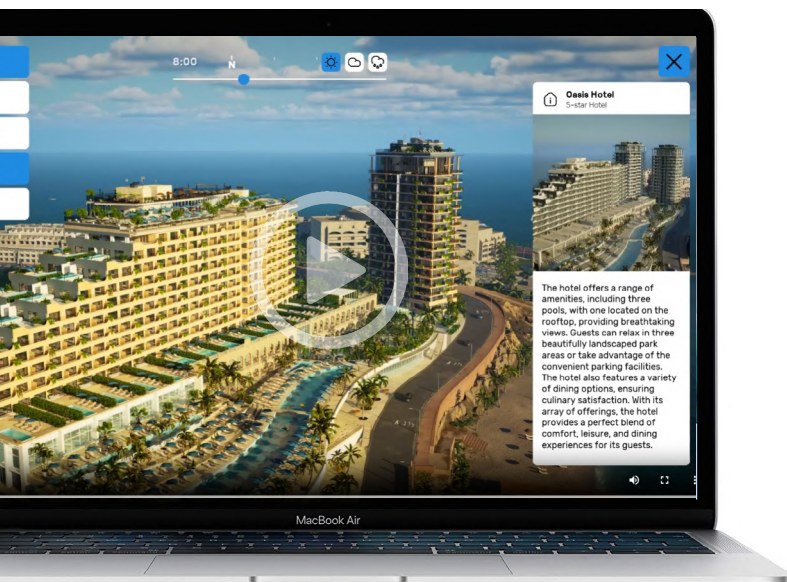 8:00
N
Oasis Hotel
5-star Hotel
The hotel offers a range of
amenities, including three
pools, with one located on the
rooftop, providing breathtaking
views. Guests can relax in three
beautifully landscaped park
areas or take advantage of the
convenient parking facilities.
The hotel also features a variety
of dining options, ensuring
culinary satisfaction. With its
array of offerings, the hotel
provides a perfect blend of
comfort, leisure, and dining
experiences for its guests.
MacBook Air